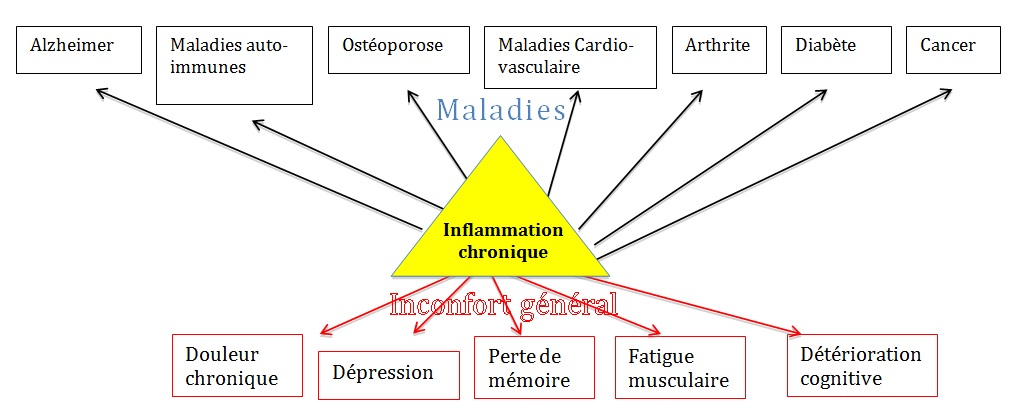 Alzheimer
Maladies auto-
immunes
Ostéoporose
Maladies Cardio-
vasculaire
Arthrite
Diabète
Cancer
Maladies
Inflammation
chronique
Inconfort général
Douleur
chronique
Dépression
Perte de
mémoire
Fatigue
musculaire
Détérioration
cognitive